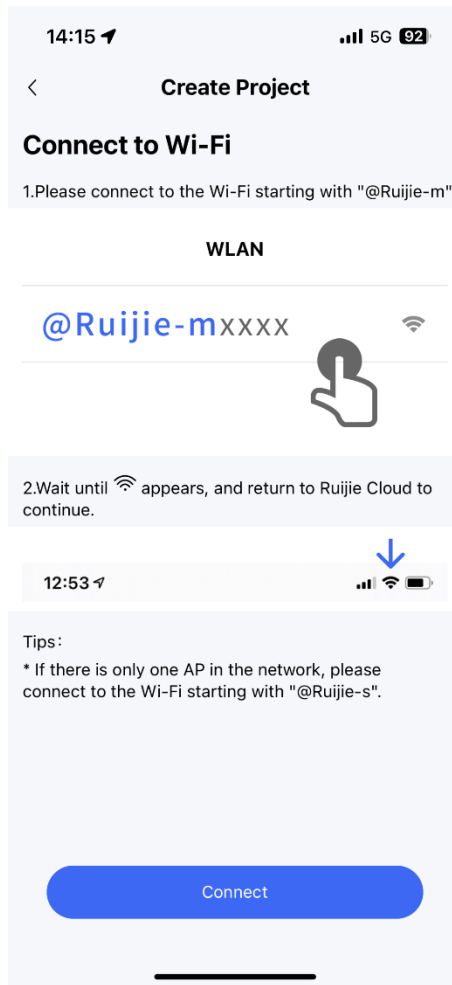 14:15 5G 92
Create Project
Connect to Wi-Fi
1.Please connect to the Wi-Fi starting with "@Ruijie-m"
WLAN
@Ruijie-mxxxx
2.Wait until appears, and return to Ruijie Cloud to
continue.
12:53
Tips:
* If there is only one AP in the network, please
connect to the Wi-Fi starting with "@Ruijie-s".
Connect